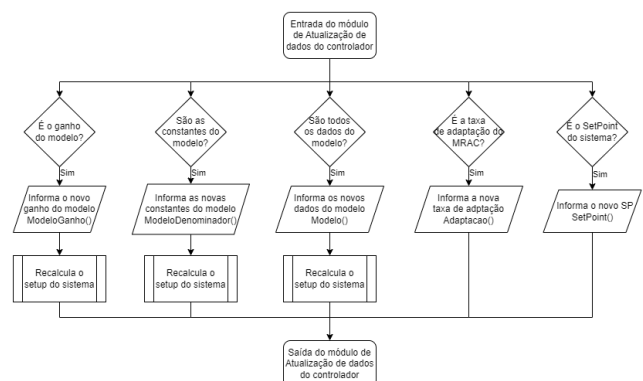 Entrada do módulo
de Atualização de
dados do controlador
É o ganho
do modelo?
São as
constantes do
modelo?
São todos
os dados do
modelo?
É a taxa
de adaptação do
MRAC?
É o SetPoint
do sistema?
Sim
Sim
Sim
Sim
Sim
Informa o novo
ganho do modelo
ModeloGanho()
Informa as novas
constantes do modelo
ModeloDenominador()
Informa os novos
dados do modelo
Modelo()
Informa a nova
taxa de adptação
Adaptacao()
Informa o novo SP
SetPoint()
Recalcula o
setup do sistema
Recalcula o
setup do sistema
Recalcula o
setup do sistema
Saída do módulo de
Atualização de dados
do controlador